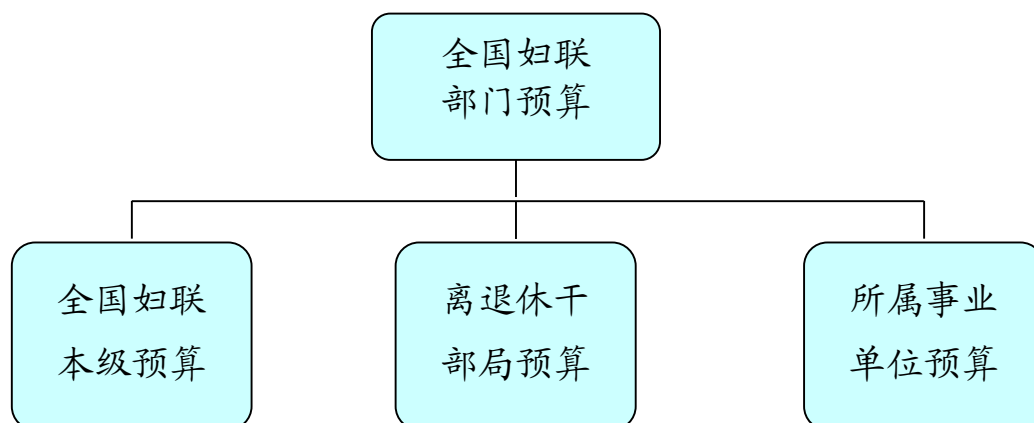 全国妇联
部门预算
全国妇联
本级预算
离退休干
部局预算
所属事业
单位预算